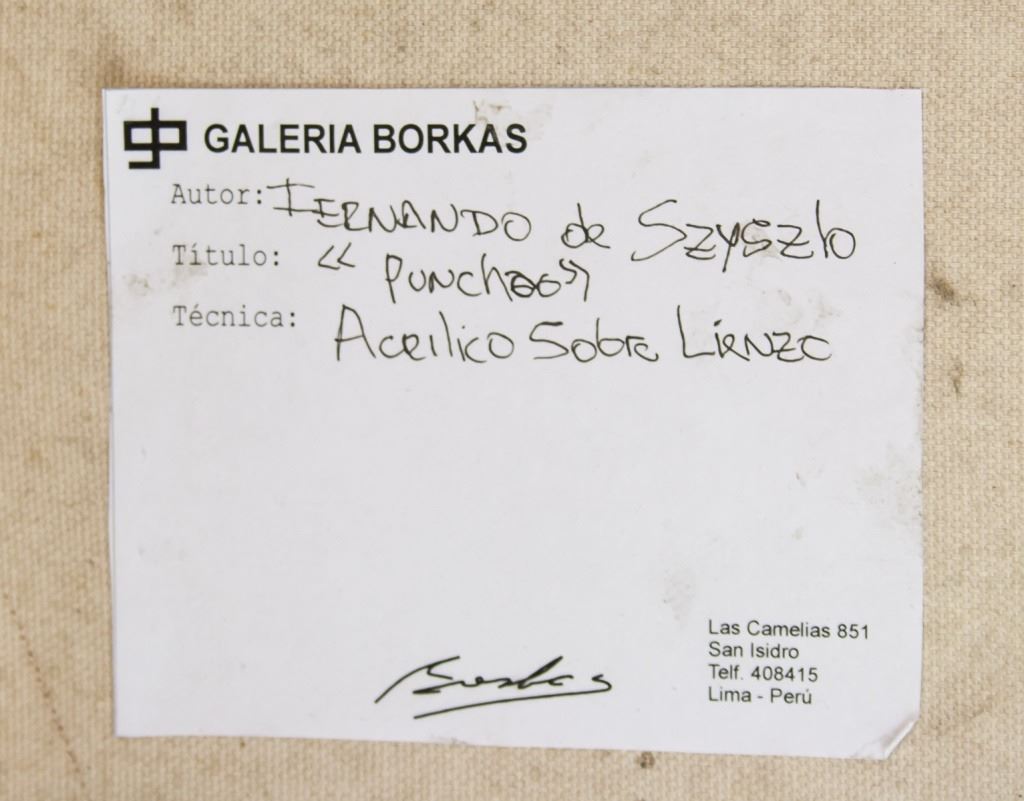 GALERIA BORKAS
Autor: FERNANDO de Szyszlo
Título: << PUNchao>>
Técnica: Acrilico Sobre LieNzo
Borkas
Las Camelias 851
San Isidro
Telf. 408415
Lima - Perú